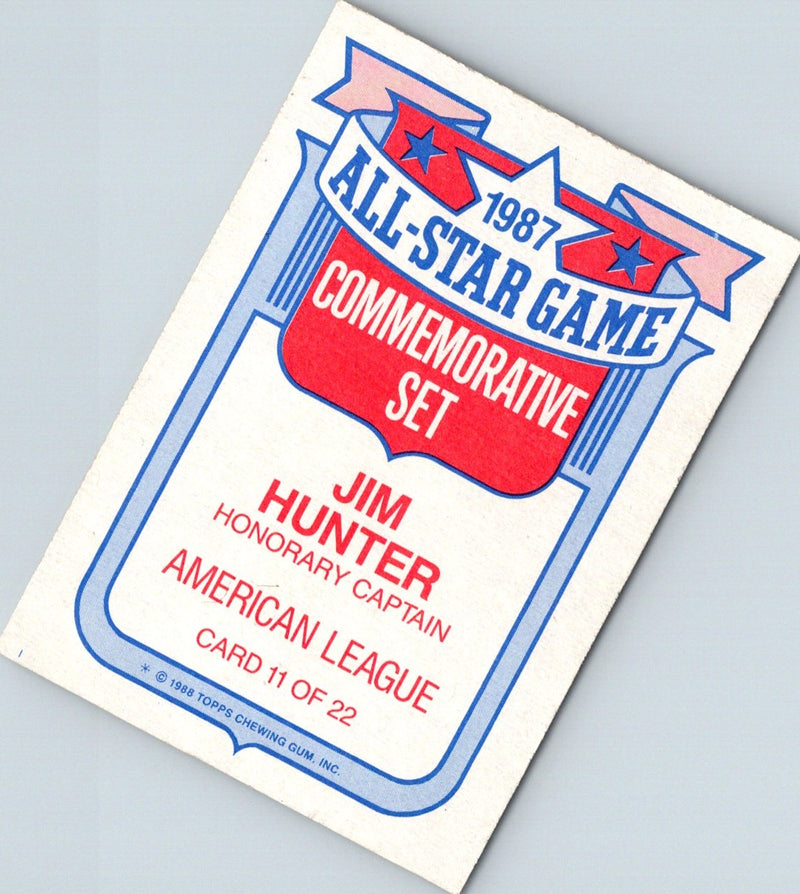 1987
ALL-STAR GAME
COMMEMORATIVE
SET
JIM
HUNTER
HONORARY CAPTAIN
AMERICAN LEAGUE
CARD 11 OF 22
* © 1988 TOPPS CHEWING GUM, INC.